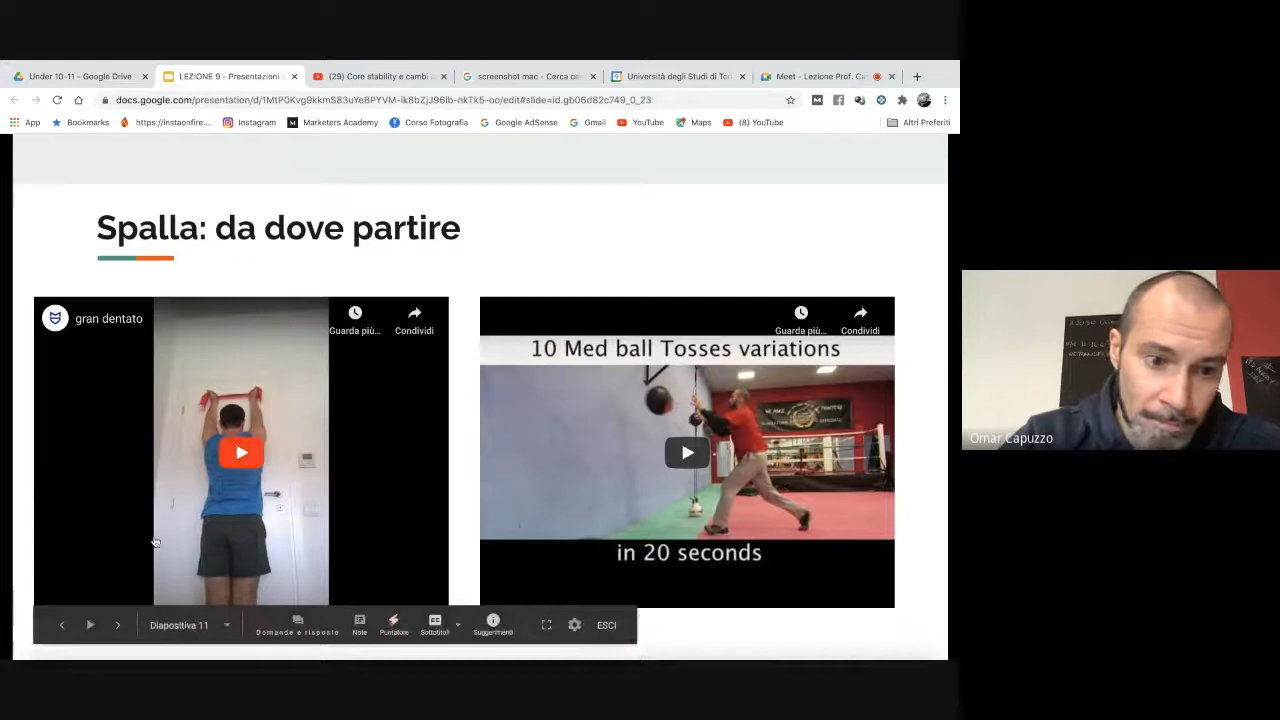 Under 10-11 - Google Drive
LEZIONE 9 - Presentazioni
(29) Core stability e cambi
screenshot mac - Cerca co
Università degli Studi di Tor
Meet - Lezione Prof. Ca
docs.google.com/presentation/d/1MtP0Kvg9kkmS83uYeBPYVM-ik8bZjJ96lb-nkTk5-oo/edit#slide=id.gb06d82c749_0_23
App
Bookmarks
https://instaonfire....
Instagram
Marketers Academy
Corso Fotografia
Google AdSense
Gmail
YouTube
Maps
(8) YouTube
Altri Preferiti
Spalla: da dove partire
gran dentato
Guarda più...
Condividi
Guarda più...
Condividi
10 Med ball Tosses variations
in 20 seconds
Omar Capuzzo
Diapositiva 11
Domande e risposte
Note
Puntatore
Sottotitoli
Suggerimenti
ESCI